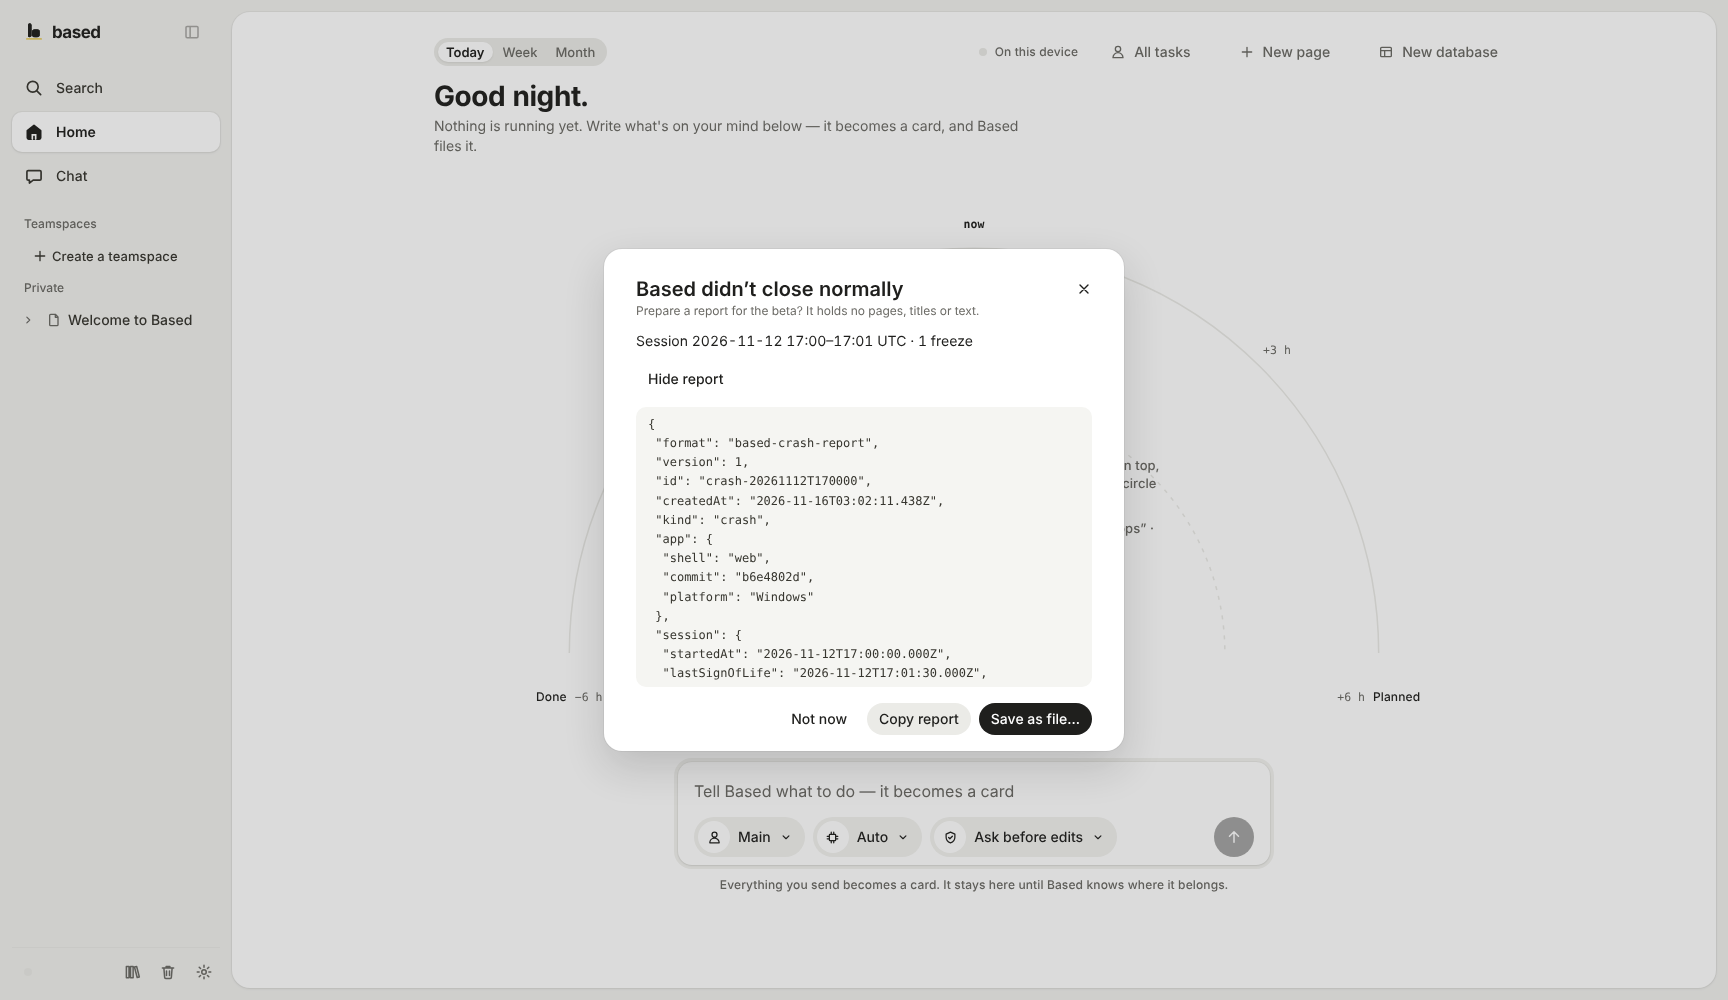 based
Search
Home
Chat
Teamspaces
Create a teamspace
Private
Welcome to Based
Today Week Month
On this device
All tasks
New page
New database
Good night.
Nothing is running yet. Write what's on your mind below — it becomes a card, and Based
files it.
now
+3 h
n top,
circle
ps” ·
Done −6 h
+6 h Planned
Based didn’t close normally
Prepare a report for the beta? It holds no pages, titles or text.
Session 2026-11-12 17:00–17:01 UTC · 1 freeze
Hide report
{
"format": "based-crash-report",
"version": 1,
"id": "crash-20261112T170000",
"createdAt": "2026-11-16T03:02:11.438Z",
"kind": "crash",
"app": {
"shell": "web",
"commit": "b6e4802d",
"platform": "Windows"
},
"session": {
"startedAt": "2026-11-12T17:00:00.000Z",
"lastSignOfLife": "2026-11-12T17:01:30.000Z",
Not now
Copy report
Save as file…
Tell Based what to do — it becomes a card
Main
Auto
Ask before edits
Everything you send becomes a card. It stays here until Based knows where it belongs.